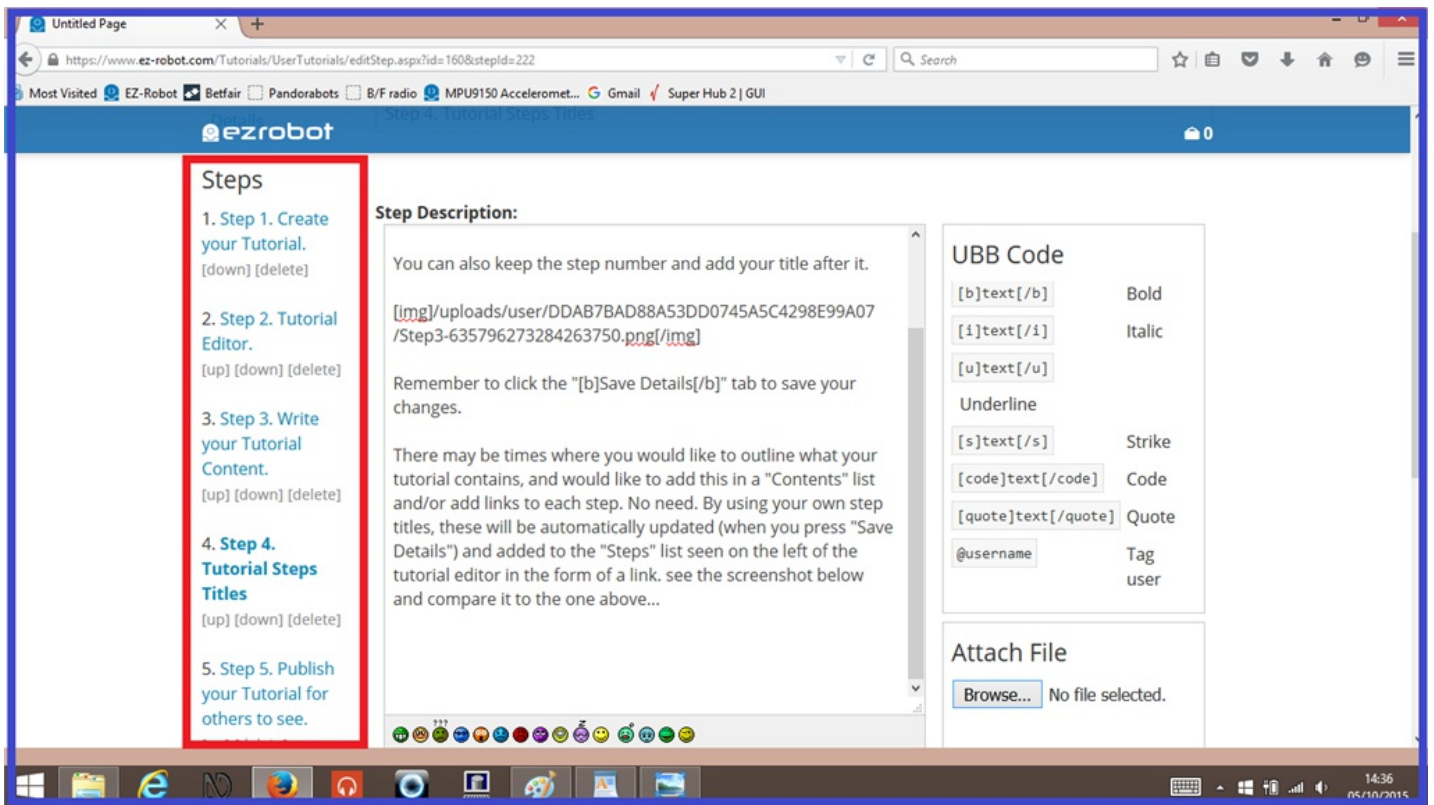 Untitled Page
https://www.ez-robot.com/Tutorials/UserTutorials/editStep.aspx?id=160&stepId=222
Search
Most Visited EZ-Robot Betfair Pandorabots B/F radio MPU9150 Acceleromet... Gmail Super Hub 2 | GUI
Details
Step 4. Tutorial Steps Titles
ezrobot
0
Steps
1. Step 1. Create
your Tutorial.
[down] [delete]
2. Step 2. Tutorial
Editor.
[up] [down] [delete]
3. Step 3. Write
your Tutorial
Content.
[up] [down] [delete]
4. Step 4.
Tutorial Steps
Titles
[up] [down] [delete]
5. Step 5. Publish
your Tutorial for
others to see.
Step Description:
You can also keep the step number and add your title after it.
[img]/uploads/user/DDAB7BAD88A53DD0745A5C4298E99A07
/Step3-635796273284263750.png[/img]
Remember to click the "[b]Save Details[/b]" tab to save your
changes.
There may be times where you would like to outline what your
tutorial contains, and would like to add this in a "Contents" list
and/or add links to each step. No need. By using your own step
titles, these will be automatically updated (when you press "Save
Details") and added to the "Steps" list seen on the left of the
tutorial editor in the form of a link. see the screenshot below
and compare it to the one above...
UBB Code
[b]text[/b] Bold
[i]text[/i] Italic
[u]text[/u]
Underline
[s]text[/s] Strike
[code]text[/code] Code
[quote]text[/quote] Quote
@username Tag
user
Attach File
Browse... No file selected.
14:36
05/10/2015